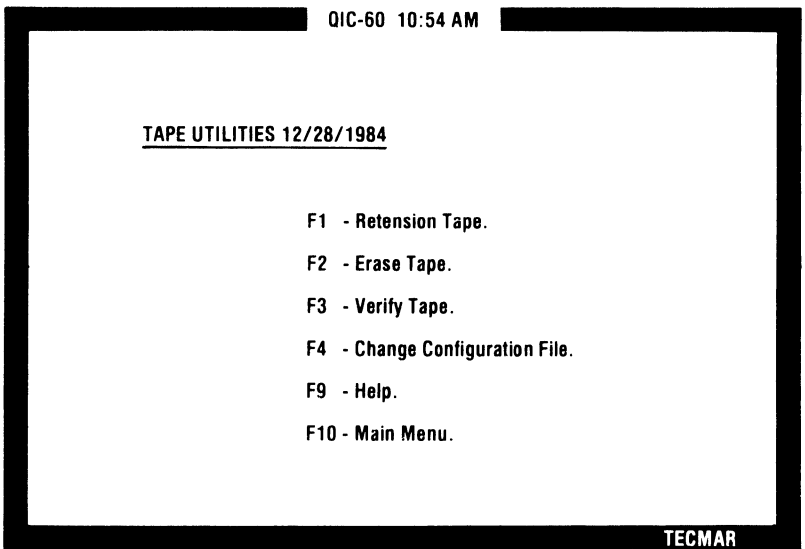 QIC-60 10:54 AM
TAPE UTILITIES 12/28/1984
F1 - Retension Tape.
F2 - Erase Tape.
F3 - Verify Tape.
F4 - Change Configuration File.
F9 - Help.
F10 - Main Menu.
TECMAR